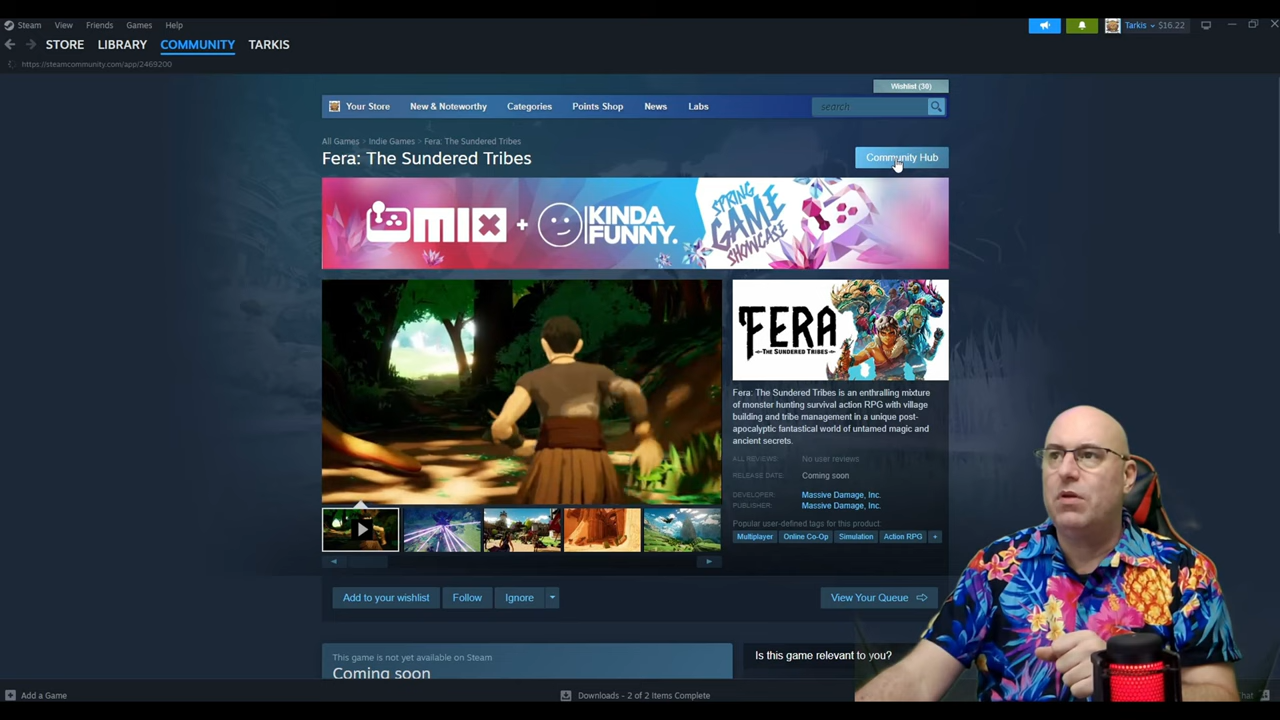 Steam View Friends Games Help
Tarkis $16.22
STORE LIBRARY COMMUNITY TARKIS
https://steamcommunity.com/app/2469200
Wishlist (30)
Your Store New & Noteworthy Categories Points Shop News Labs
search
All Games > Indie Games > Fera: The Sundered Tribes
Fera: The Sundered Tribes
Community Hub
MIX + KINDA FUNNY.
SPRING GAME SHOWCASE
FERA
THE SUNDERED TRIBES
Fera: The Sundered Tribes is an enthralling mixture
of monster hunting survival action RPG with village
building and tribe management in a unique post-
apocalyptic fantastical world of untamed magic and
ancient secrets.
ALL REVIEWS: No user reviews
RELEASE DATE: Coming soon
DEVELOPER: Massive Damage, Inc.
PUBLISHER: Massive Damage, Inc.
Popular user-defined tags for this product:
Multiplayer Online Co-Op Simulation Action RPG +
Add to your wishlist Follow Ignore View Your Queue
This game is not yet available on Steam
Coming soon
Is this game relevant to you?
Add a Game
Downloads - 2 of 2 Items Complete